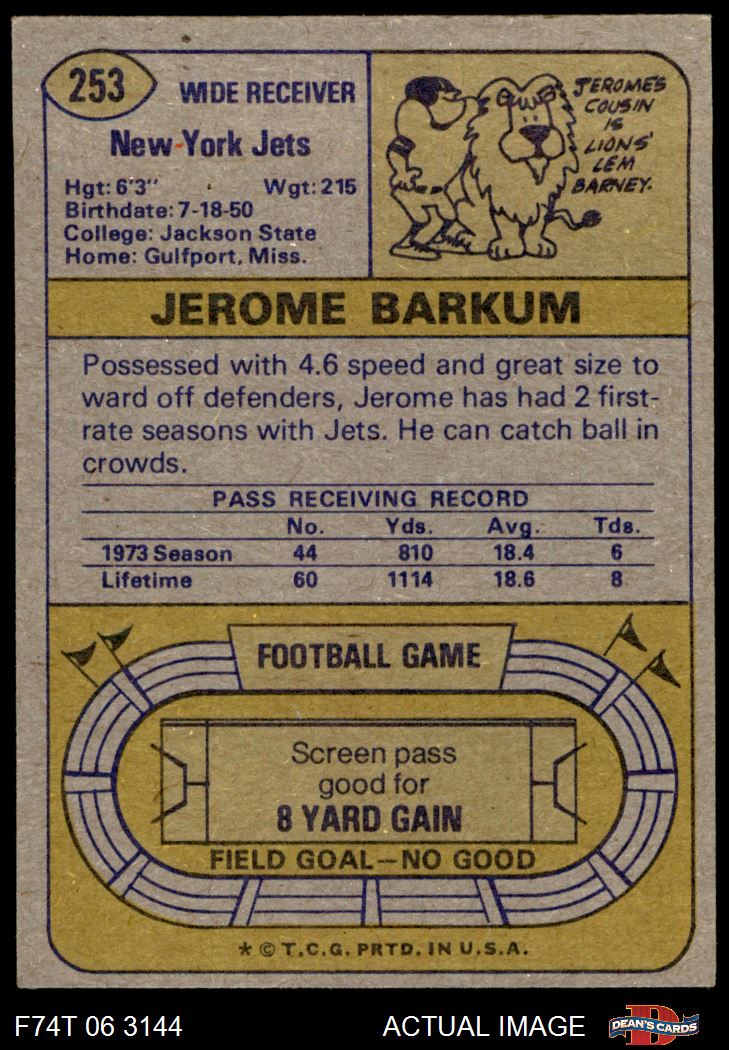 253
WIDE RECEIVER
New York Jets
Hgt: 6'3" Wgt: 215
Birthdate: 7-18-50
College: Jackson State
Home: Gulfport, Miss.
JEROME'S
COUSIN
IS
LIONS'
LEM
BARNEY.
JEROME BARKUM
Possessed with 4.6 speed and great size to
ward off defenders, Jerome has had 2 first-
rate seasons with Jets. He can catch ball in
crowds.
PASS RECEIVING RECORD
No. Yds. Avg. Tds.
1973 Season 44 810 18.4 6
Lifetime 60 1114 18.6 8
FOOTBALL GAME
Screen pass
good for
8 YARD GAIN
FIELD GOAL—NO GOOD
* © T.C.G. PRTD. IN U.S.A.
F74T 06 3144 ACTUAL IMAGE
D
DEAN'S CARDS